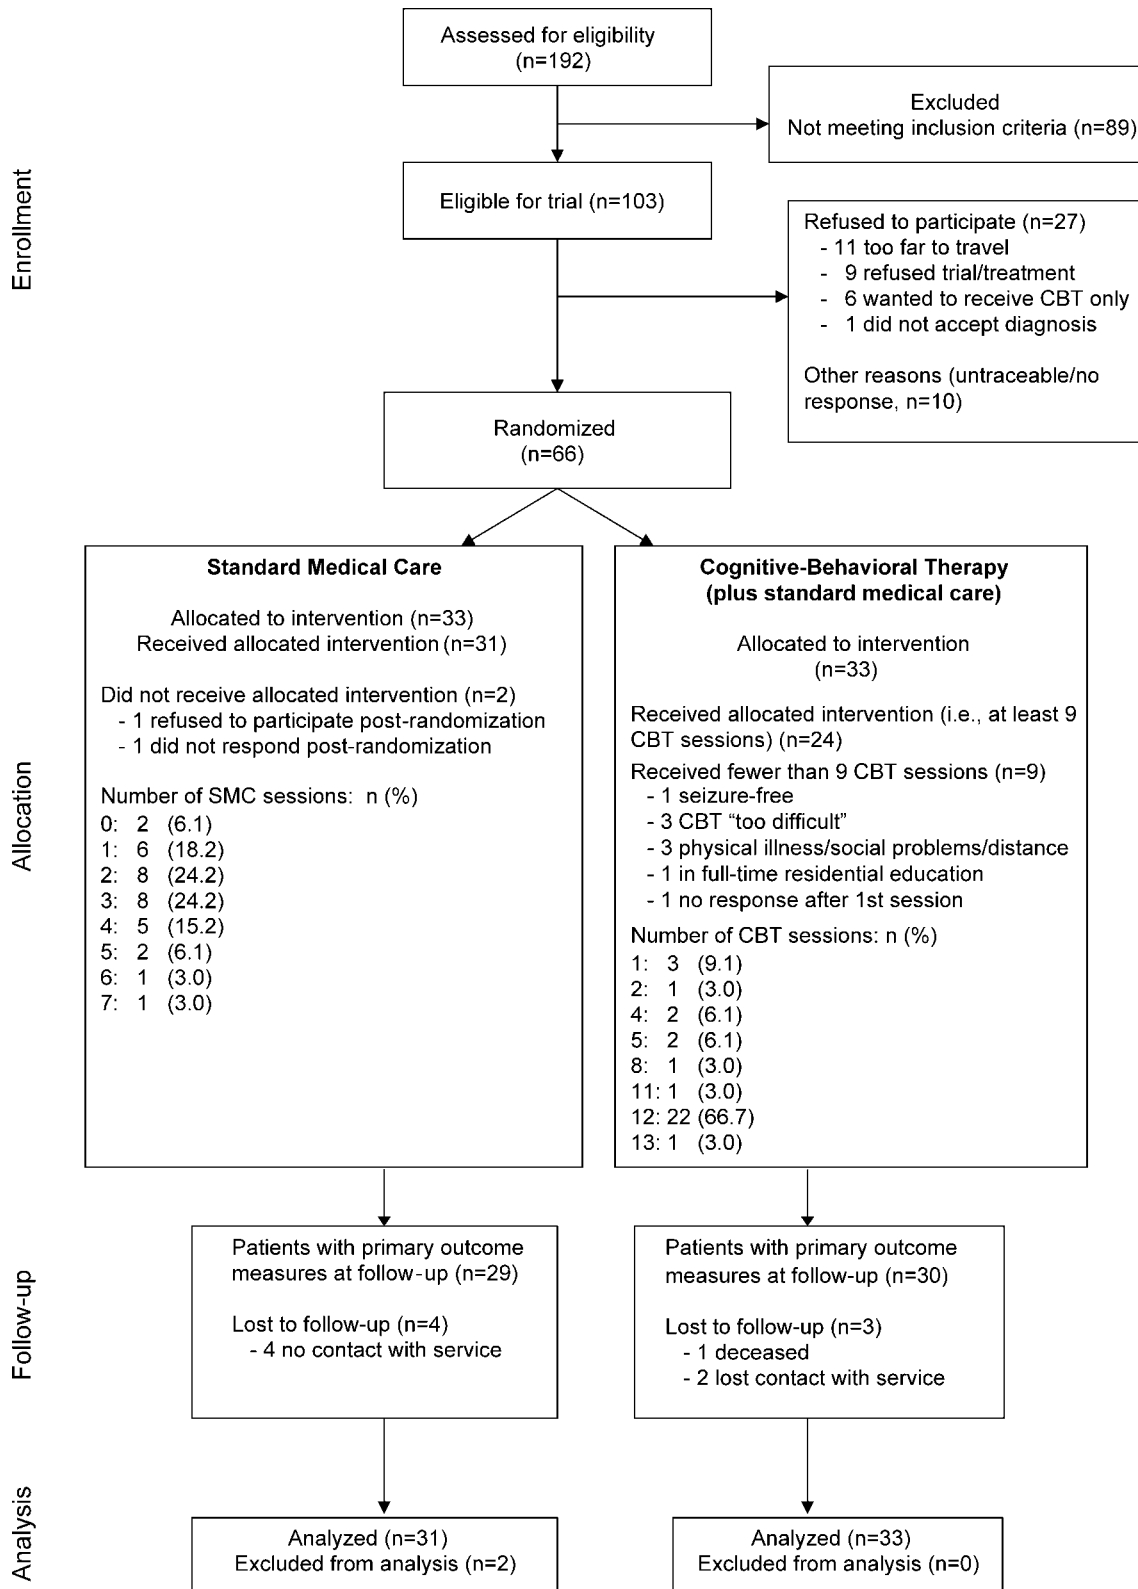 Assessed for eligibility
(n=192)
Excluded
Not meeting inclusion criteria (n=89)
Enrollment
Eligible for trial (n=103)
Refused to participate (n=27)
- 11 too far to travel
- 9 refused trial/treatment
- 6 wanted to receive CBT only
- 1 did not accept diagnosis
Other reasons (untraceable/no
response, n=10)
Randomized
(n=66)
Allocation
Standard Medical Care
Allocated to intervention (n=33)
Received allocated intervention (n=31)
Did not receive allocated intervention (n=2)
- 1 refused to participate post-randomization
- 1 did not respond post-randomization
Number of SMC sessions: n (%)
0: 2 (6.1)
1: 6 (18.2)
2: 8 (24.2)
3: 8 (24.2)
4: 5 (15.2)
5: 2 (6.1)
6: 1 (3.0)
7: 1 (3.0)
Cognitive-Behavioral Therapy
(plus standard medical care)
Allocated to intervention
(n=33)
Received allocated intervention (i.e., at least 9
CBT sessions) (n=24)
Received fewer than 9 CBT sessions (n=9)
- 1 seizure-free
- 3 CBT “too difficult”
- 3 physical illness/social problems/distance
- 1 in full-time residential education
- 1 no response after 1st session
Number of CBT sessions: n (%)
1: 3 (9.1)
2: 1 (3.0)
4: 2 (6.1)
5: 2 (6.1)
8: 1 (3.0)
11: 1 (3.0)
12: 22 (66.7)
13: 1 (3.0)
Follow-up
Patients with primary outcome
measures at follow-up (n=29)
Lost to follow-up (n=4)
- 4 no contact with service
Patients with primary outcome
measures at follow-up (n=30)
Lost to follow-up (n=3)
- 1 deceased
- 2 lost contact with service
Analysis
Analyzed (n=31)
Excluded from analysis (n=2)
Analyzed (n=33)
Excluded from analysis (n=0)